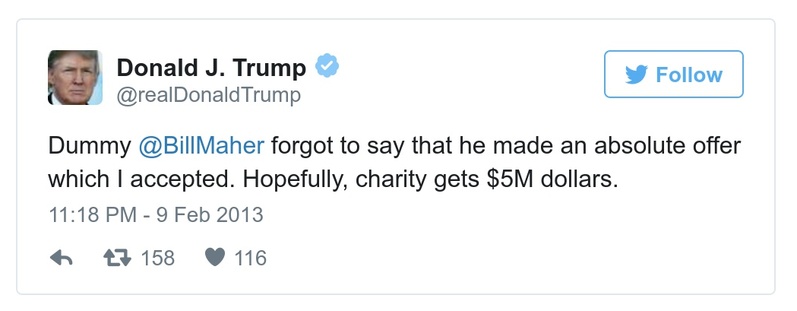 Donald J. Trump
@realDonaldTrump
Follow
Dummy @BillMaher forgot to say that he made an absolute offer
which I accepted. Hopefully, charity gets $5M dollars.
11:18 PM - 9 Feb 2013
158 116